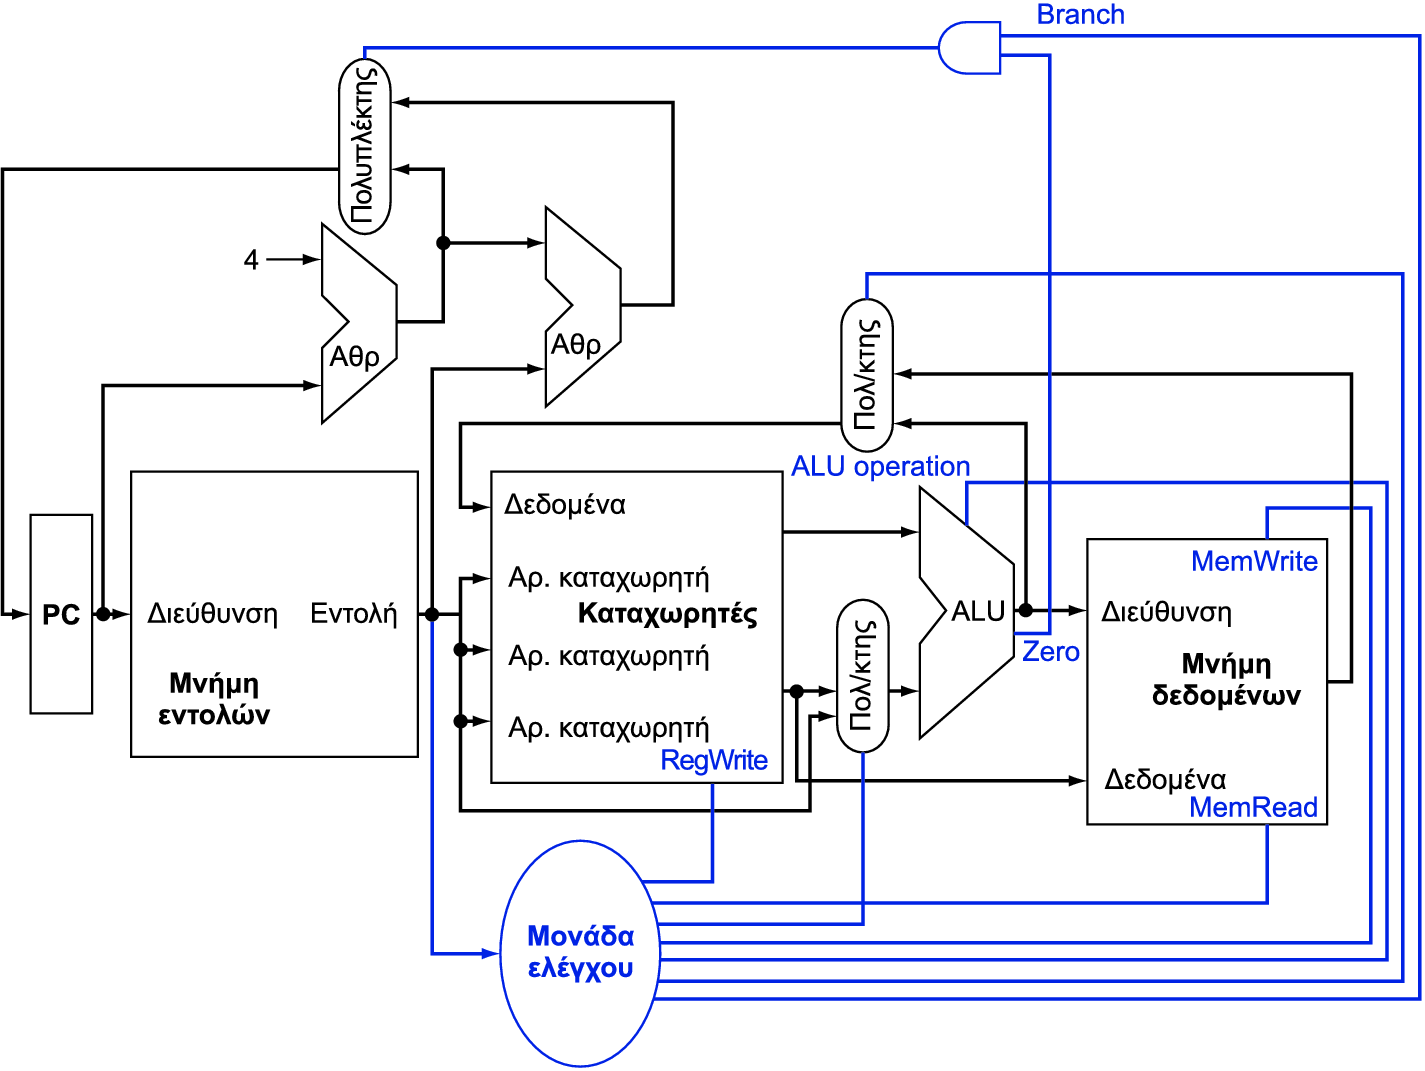 Branch
Πολυπλέκτης
4
Αθρ
Αθρ
Πολ/κτης
ALU operation
Δεδομένα
Αρ. καταχωρητή
Καταχωρητές
Αρ. καταχωρητή
Αρ. καταχωρητή
RegWrite
PC
Διεύθυνση
Εντολή
Μνήμη
εντολών
Πολ/κτης
ALU
Zero
MemWrite
Διεύθυνση
Μνήμη
δεδομένων
Δεδομένα
MemRead
Μονάδα
ελέγχου